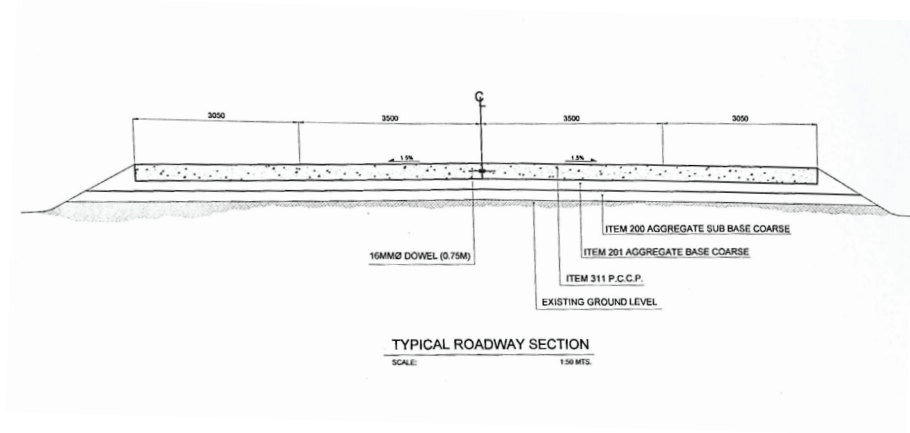 C̲L̲
3050 3500 3500 3050
1.5% 1.5%
ITEM 200 AGGREGATE SUB BASE COARSE
ITEM 201 AGGREGATE BASE COARSE
16MMØ DOWEL (0.75M)
ITEM 311 P.C.C.P.
EXISTING GROUND LEVEL
TYPICAL ROADWAY SECTION
SCALE: 1:50 MTS.